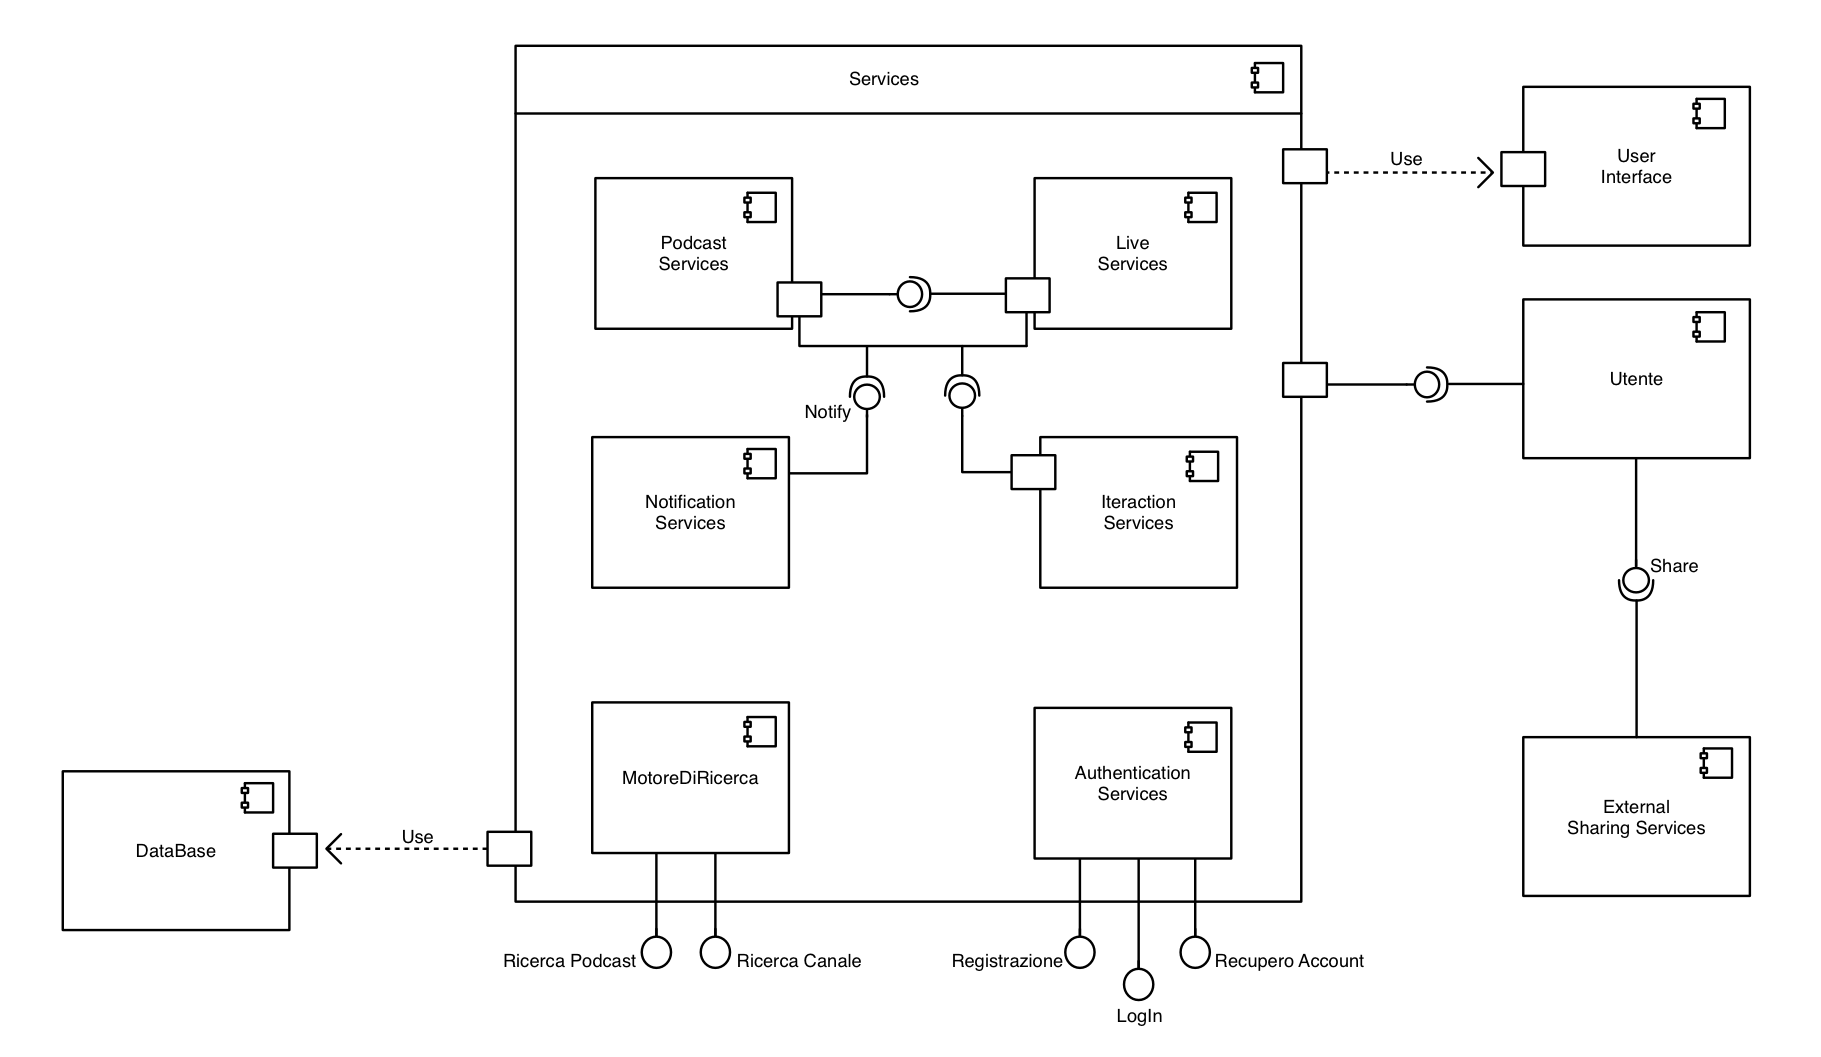 Services
Use
User
Interface
Podcast
Services
Live
Services
Utente
Notify
Notification
Services
Iteraction
Services
Share
MotoreDiRicerca
Authentication
Services
External
Sharing Services
DataBase
Use
Ricerca Podcast
Ricerca Canale
Registrazione
Recupero Account
LogIn